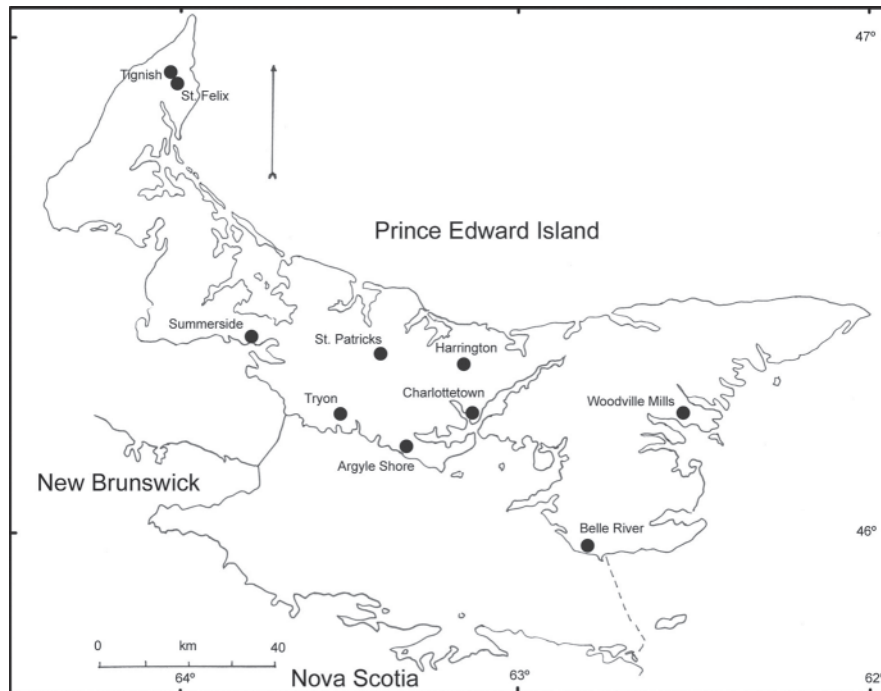 47º
Tignish
St. Felix
Prince Edward Island
Summerside
St. Patricks
Harrington
Tryon
Charlottetown
Woodville Mills
Argyle Shore
New Brunswick
Belle River
46º
0 km 40
Nova Scotia
64º 63º 62º